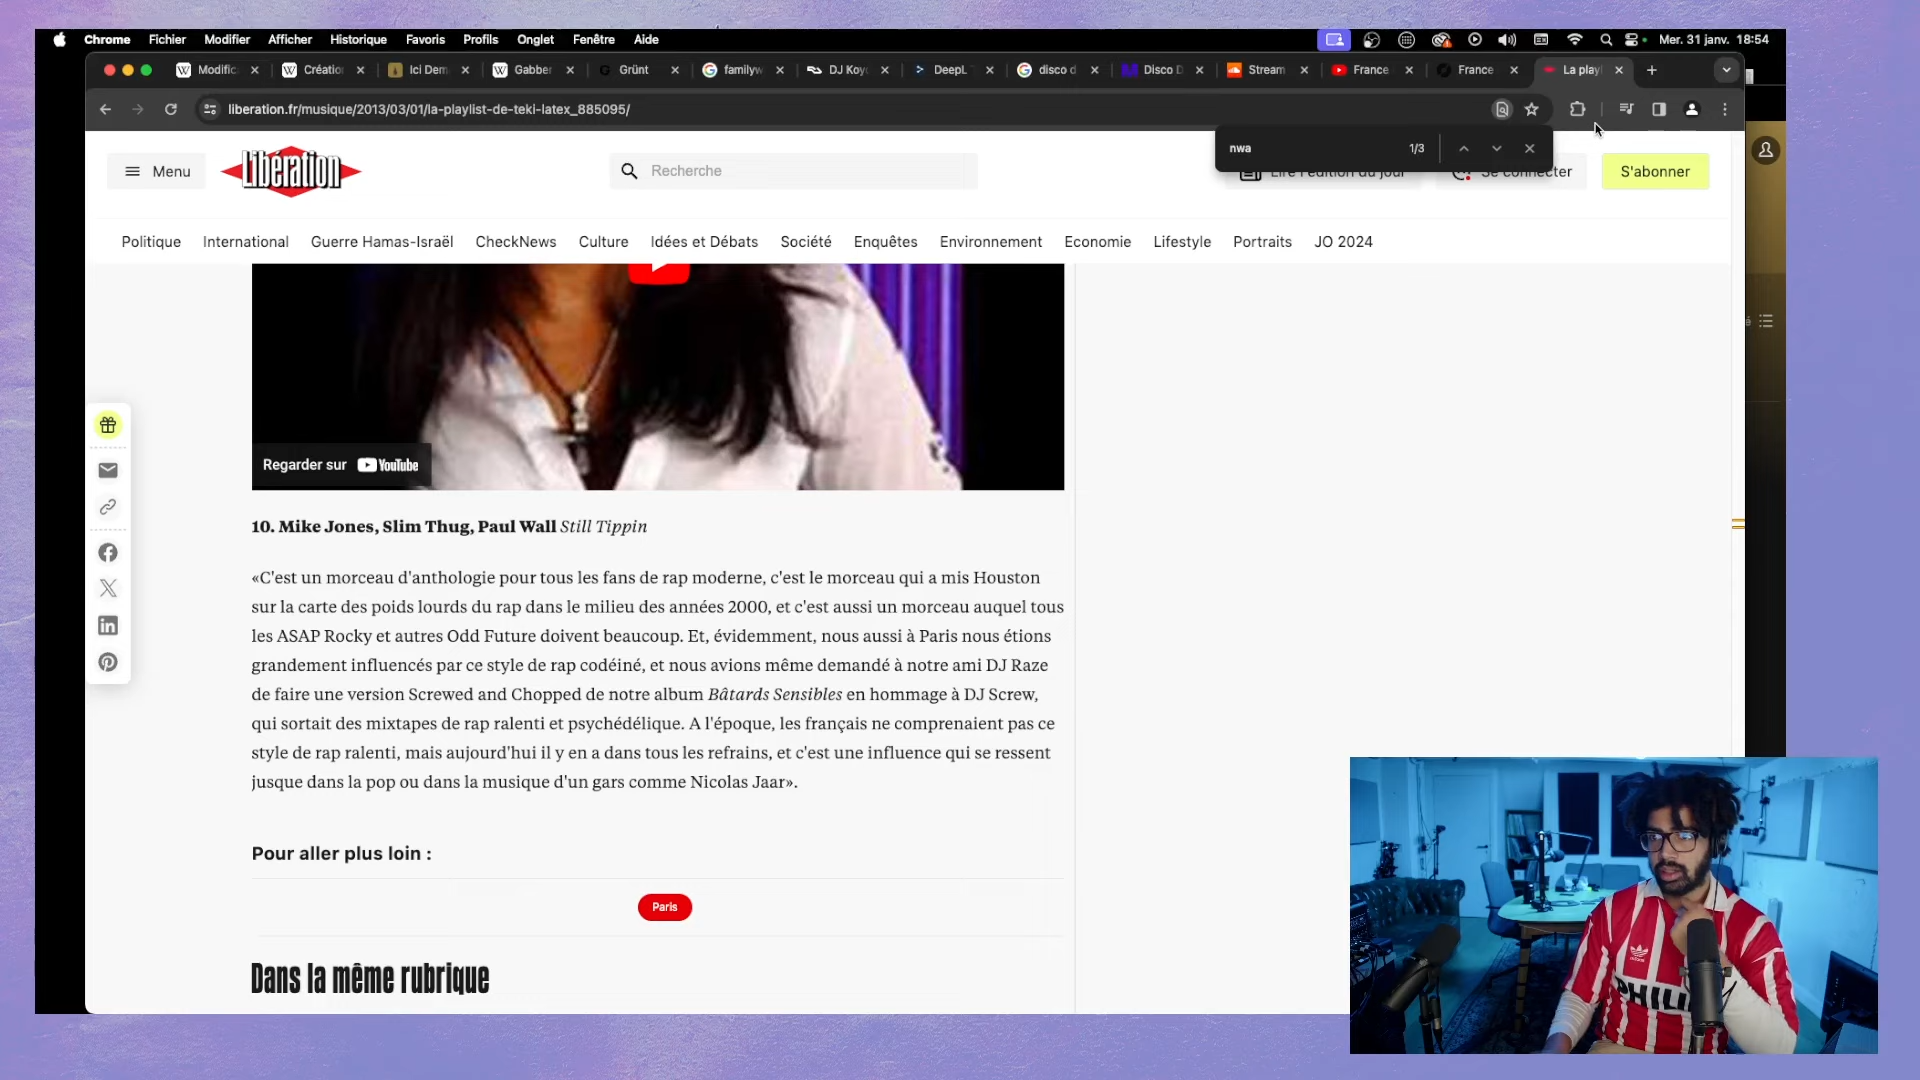 Chrome Fichier Modifier Afficher Historique Favoris Profils Onglet Fenêtre Aide Mer. 31 janv. 18:54
Modific Créatio Ici Dem Gabber Grünt familyw DJ Koy DeepL disco d Disco D Stream France France La playl
liberation.fr/musique/2013/03/01/la-playlist-de-teki-latex_885095/
nwa 1/3
Menu Libération Recherche Lire l'édition du jour Se connecter S'abonner
Politique International Guerre Hamas-Israël CheckNews Culture Idées et Débats Société Enquêtes Environnement Economie Lifestyle Portraits JO 2024
Regarder sur YouTube
10. Mike Jones, Slim Thug, Paul Wall Still Tippin
«C'est un morceau d'anthologie pour tous les fans de rap moderne, c'est le morceau qui a mis Houston
sur la carte des poids lourds du rap dans le milieu des années 2000, et c'est aussi un morceau auquel tous
les ASAP Rocky et autres Odd Future doivent beaucoup. Et, évidemment, nous aussi à Paris nous étions
grandement influencés par ce style de rap codéiné, et nous avions même demandé à notre ami DJ Raze
de faire une version Screwed and Chopped de notre album Bâtards Sensibles en hommage à DJ Screw,
qui sortait des mixtapes de rap ralenti et psychédélique. A l'époque, les français ne comprenaient pas ce
style de rap ralenti, mais aujourd'hui il y en a dans tous les refrains, et c'est une influence qui se ressent
jusque dans la pop ou dans la musique d'un gars comme Nicolas Jaar».
Pour aller plus loin :
Paris
Dans la même rubrique
adidas
PHILI